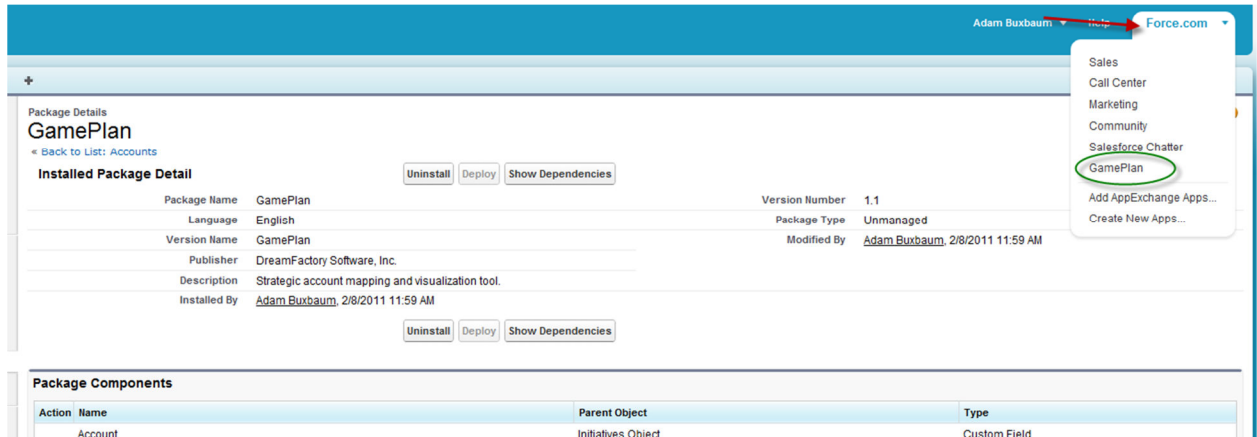 Adam Buxbaum Help Force.com
Sales
Call Center
Marketing
Community
Salesforce Chatter
GamePlan
Add AppExchange Apps...
Create New Apps...
+
Package Details
GamePlan
« Back to List: Accounts
Installed Package Detail Uninstall Deploy Show Dependencies
Package Name GamePlan Version Number 1.1
Language English Package Type Unmanaged
Version Name GamePlan Modified By Adam Buxbaum, 2/8/2011 11:59 AM
Publisher DreamFactory Software, Inc.
Description Strategic account mapping and visualization tool.
Installed By Adam Buxbaum, 2/8/2011 11:59 AM
Uninstall Deploy Show Dependencies
Package Components
Action Name Parent Object Type
Account Initiatives Object Custom Field